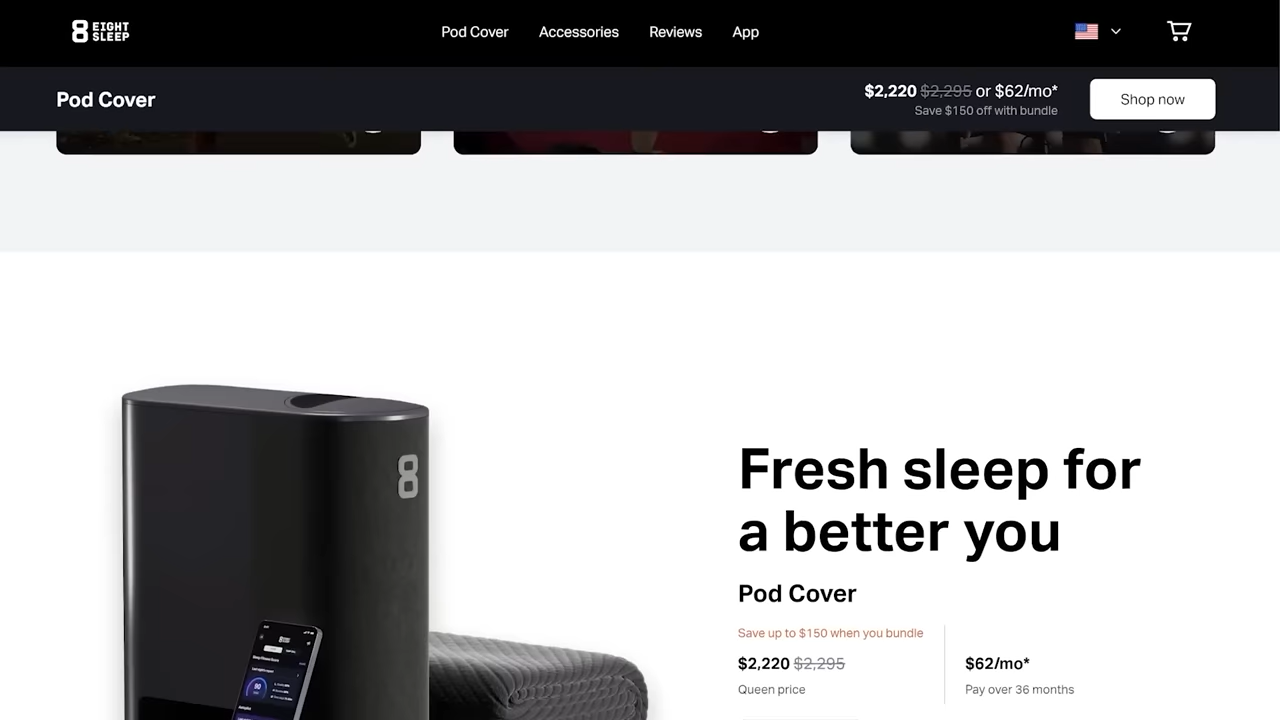 8 EIGHT SLEEP
Pod Cover Accessories Reviews App
Pod Cover
$2,220 $2,295 or $62/mo*
Save $150 off with bundle
Shop now
8
Fresh sleep for
a better you
Pod Cover
Save up to $150 when you bundle
$2,220 $2,295
Queen price
$62/mo*
Pay over 36 months
90